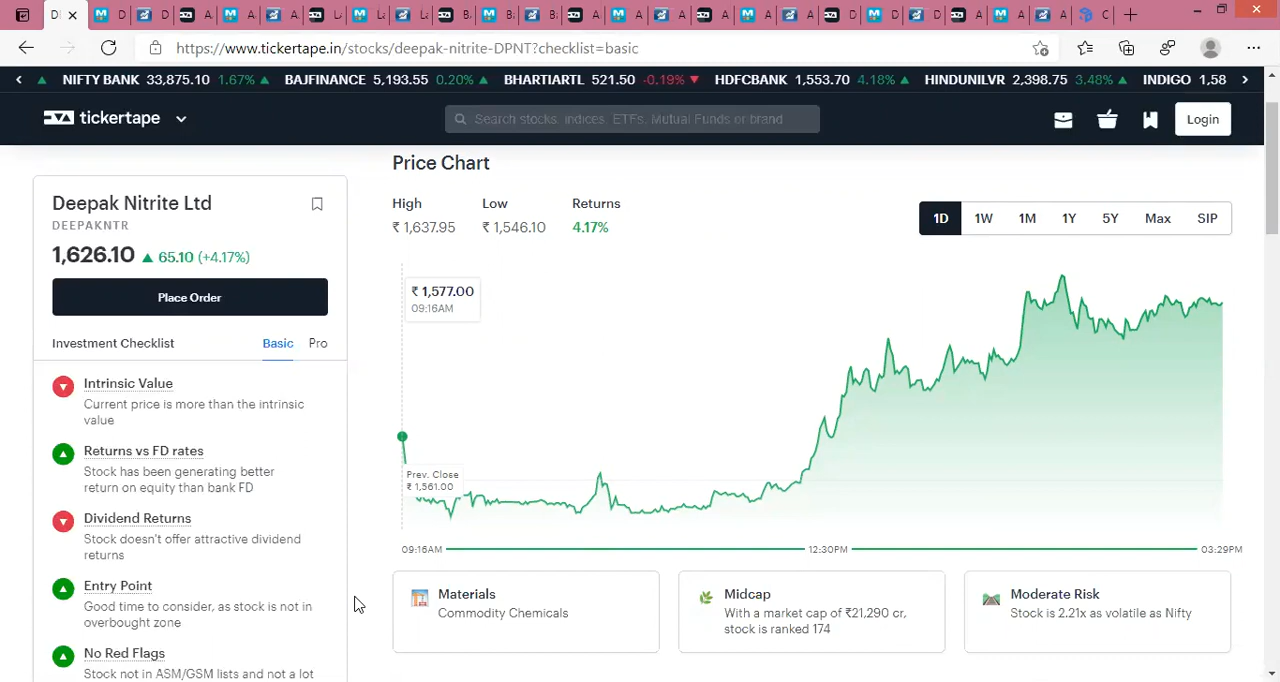 D
D
D
A
A
A
L
La
La
B
Ba
Ba
A
A
A
A
A
A
D
D
D
A
A
A
C
https://www.tickertape.in/stocks/deepak-nitrite-DPNT?checklist=basic
NIFTY BANK 33,875.10 1.67% BAJFINANCE 5,193.55 0.20% BHARTIARTL 521.50 -0.19% HDFCBANK 1,553.70 4.18% HINDUNILVR 2,398.75 3.48% INDIGO 1,58
tickertape
Search stocks, indices, ETFs, Mutual Funds or brand
Login
Deepak Nitrite Ltd
DEEPAKNTR
1,626.10 65.10 (+4.17%)
Place Order
Investment Checklist Basic Pro
Intrinsic Value
Current price is more than the intrinsic
value
Returns vs FD rates
Stock has been generating better
return on equity than bank FD
Dividend Returns
Stock doesn't offer attractive dividend
returns
Entry Point
Good time to consider, as stock is not in
overbought zone
No Red Flags
Stock not in ASM/GSM lists and not a lot
Price Chart
High Low Returns
₹ 1,637.95 ₹ 1,546.10 4.17%
1D 1W 1M 1Y 5Y Max SIP
₹ 1,577.00
09:16AM
Prev. Close
₹ 1,561.00
09:16AM 12:30PM 03:29PM
Materials
Commodity Chemicals
Midcap
With a market cap of ₹21,290 cr,
stock is ranked 174
Moderate Risk
Stock is 2.21x as volatile as Nifty